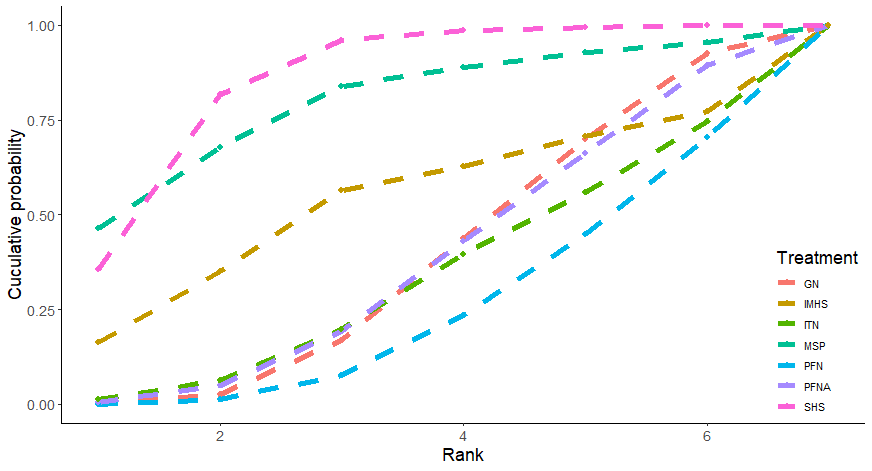 Cuculative probability
1.00
0.75
0.50
0.25
0.00
2
4
6
Rank
Treatment
GN
IMHS
ITN
MSP
PFN
PFNA
SHS